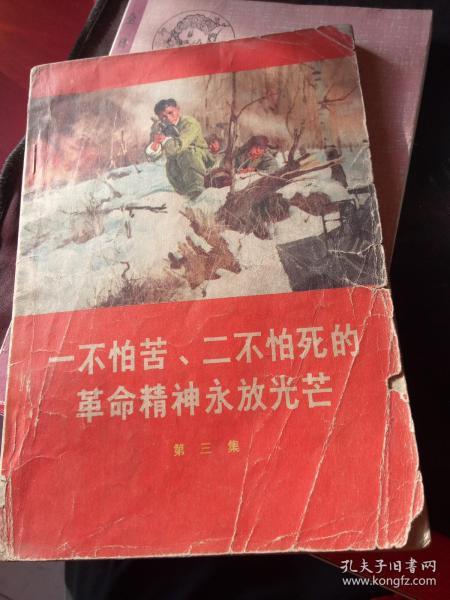 一不怕苦、二不怕死的
革命精神永放光芒
第三集
孔夫子旧书网
www.kongfz.com